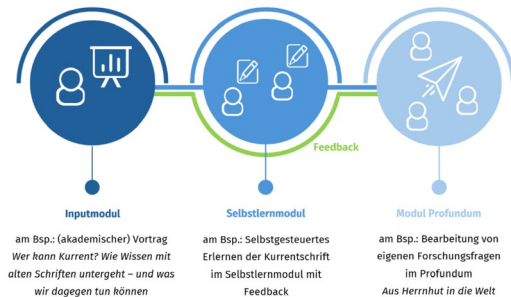 Feedback
Inputmodul
am Bsp.: (akademischer) Vortrag
Wer kann Kurrent? Wie Wissen mit
alten Schriften untergeht – und was
wir dagegen tun können
Selbstlernmodul
am Bsp.: Selbstgesteuertes
Erlernen der Kurrentschrift
im Selbstlernmodul mit
Feedback
Modul Profundum
am Bsp.: Bearbeitung von
eigenen Forschungsfragen
im Profundum
Aus Herrnhut in die Welt